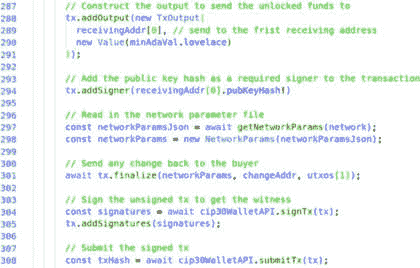 287 // Construct the output to send the unlocked funds to
288 tx.addOutput(new TxOutput(
289 receivingAddr[0], // send to the frist receiving address
290 new Value(minAdaVal.lovelace)
291 ));
292
293 // Add the public key hash as a required signer to the transaction
294 tx.addSigner(receivingAddr[0].pubKeyHash!)
295
296 // Read in the network parameter file
297 const networkParamsJson = await getNetworkParams(network);
298 const networkParams = new NetworkParams(networkParamsJson);
299
300 // Send any change back to the buyer
301 await tx.finalize(networkParams, changeAddr, utxos[1]);
302
303 // Sign the unsigned tx to get the witness
304 const signatures = await cip30WalletAPI.signTx(tx);
305 tx.addSignatures(signatures);
306
307 // Submit the signed tx
308 const txHash = await cip30WalletAPI.submitTx(tx);